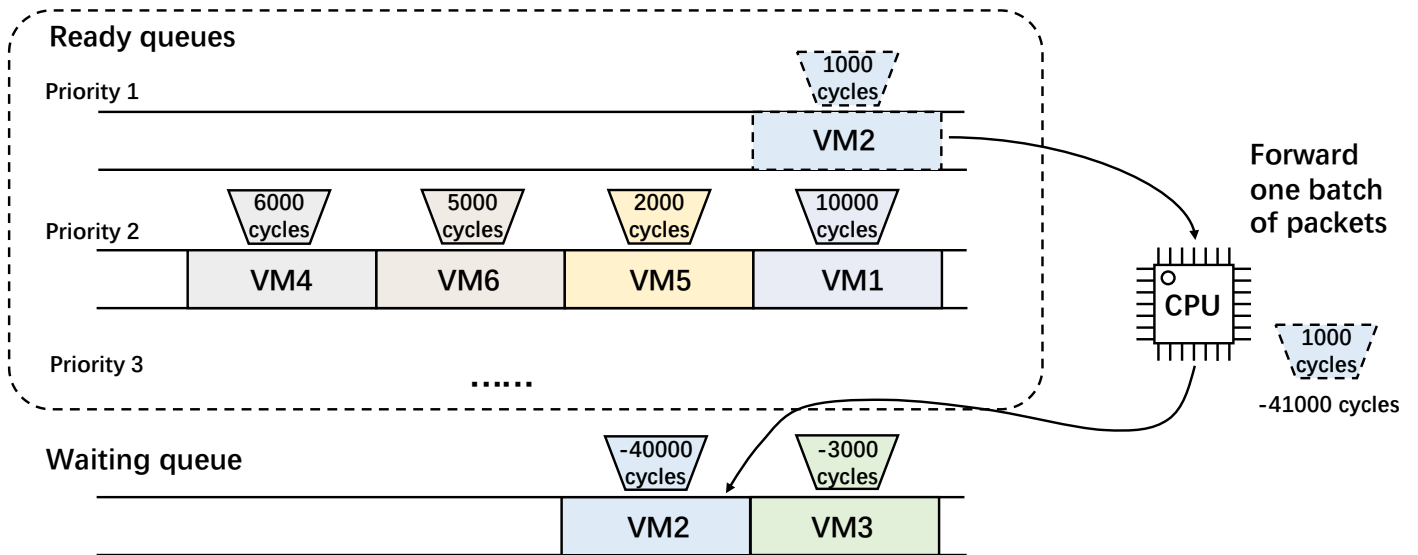 Ready queues
Priority 1
1000
cycles
VM2
Forward
one batch
of packets
Priority 2
6000
cycles
5000
cycles
2000
cycles
10000
cycles
VM4
VM6
VM5
VM1
CPU
1000
cycles
-41000 cycles
Priority 3
......
Waiting queue
-40000
cycles
-3000
cycles
VM2
VM3